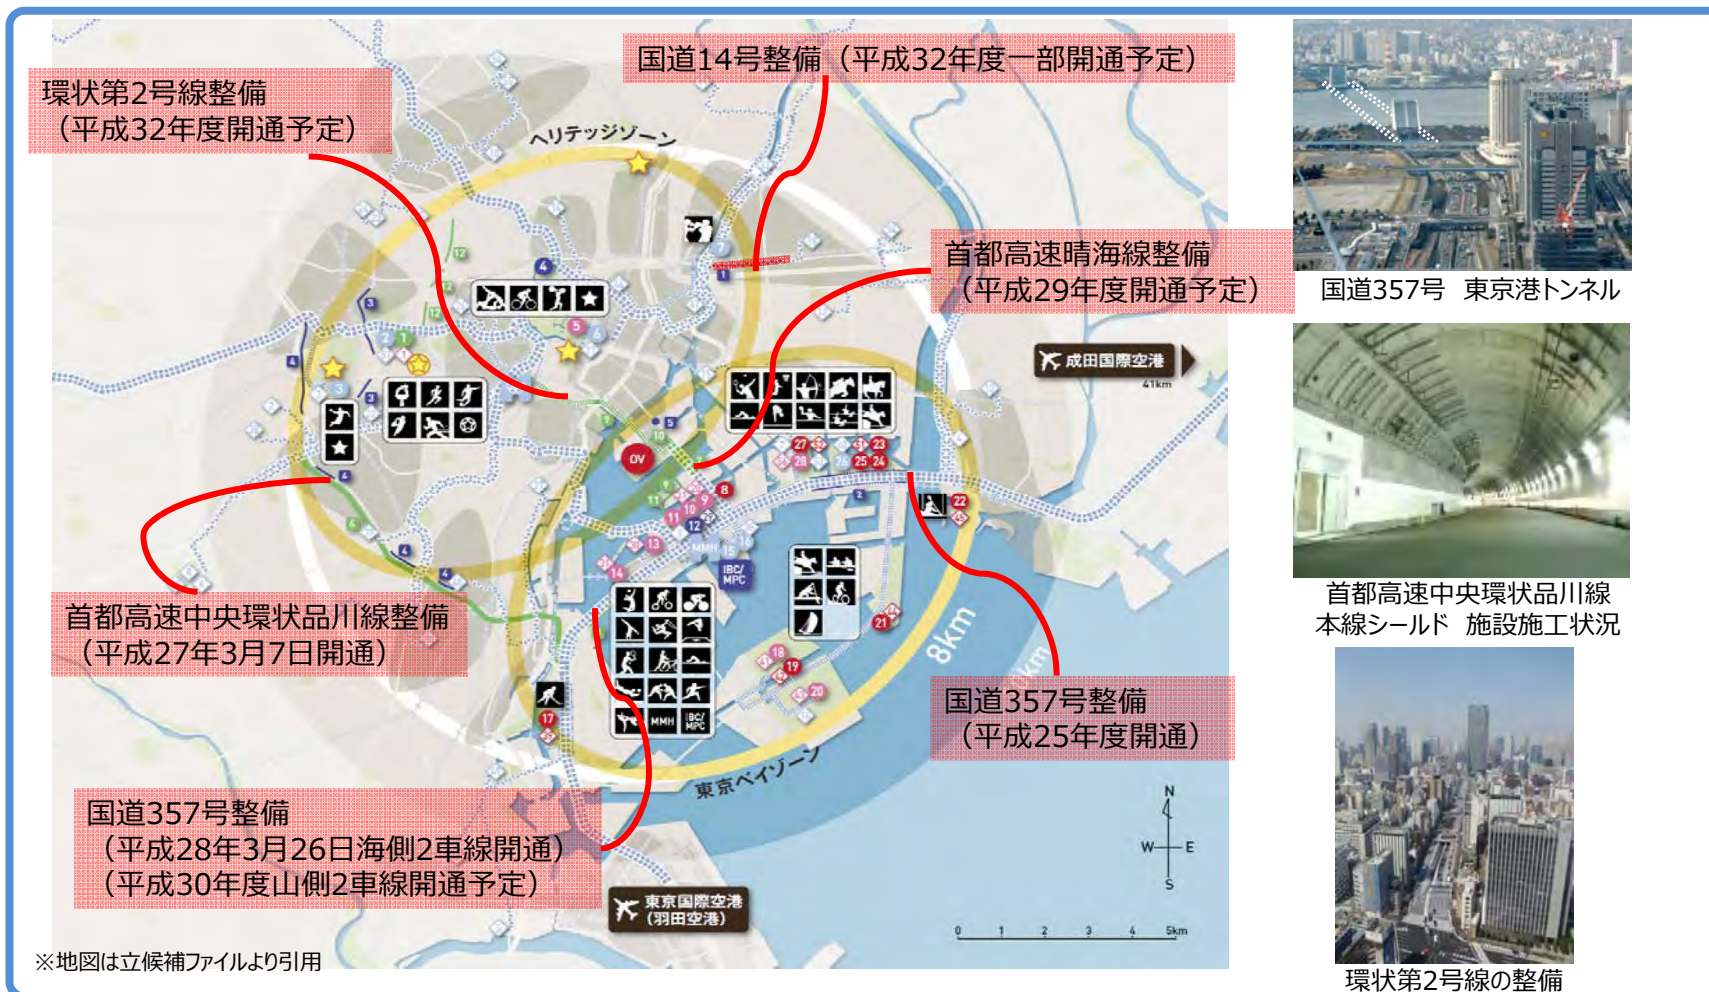 国道14号整備（平成32年度一部開通予定）
環状第2号線整備
（平成32年度開通予定）
ヘリテッジゾーン
首都高速晴海線整備
（平成29年度開通予定）
成田国際空港
41km
OV
MMH
IBC/
MPC
MMH
IBC/
MPC
8km
首都高速中央環状品川線整備
（平成27年3月7日開通）
国道357号整備
（平成25年度開通）
東京ベイゾーン
国道357号整備
（平成28年3月26日海側2車線開通）
（平成30年度山側2車線開通予定）
東京国際空港
（羽田空港）
N
W E
S
0 1 2 3 4 5km
※地図は立候補ファイルより引用
国道357号 東京港トンネル
首都高速中央環状品川線
本線シールド 施設施工状況
環状第2号線の整備